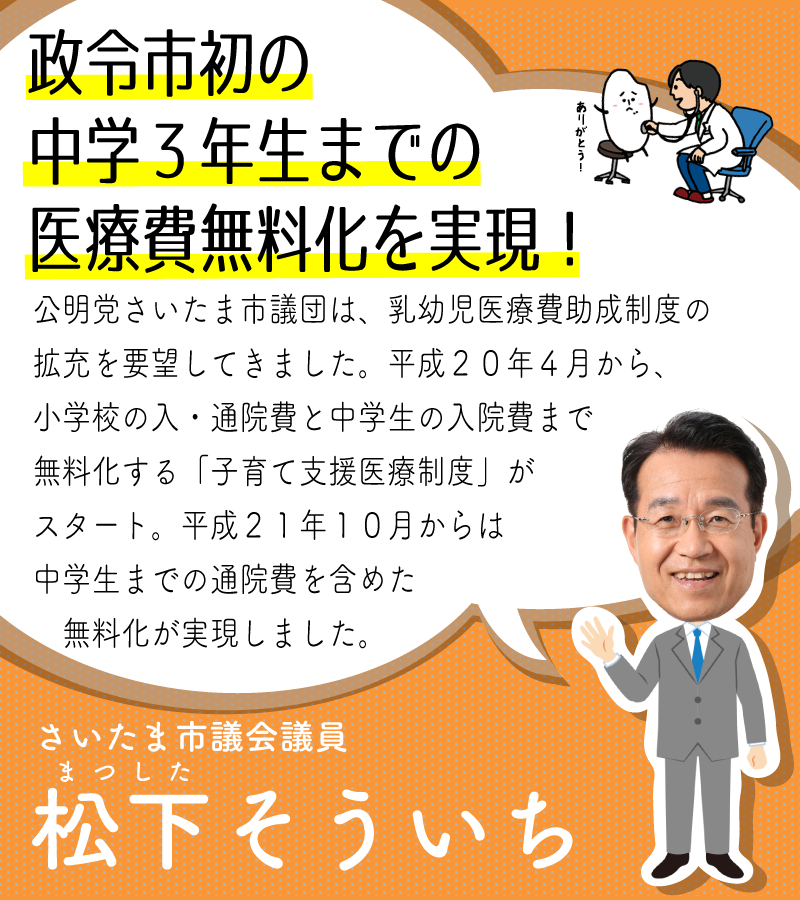 政令市初の
中学３年生までの
医療費無料化を実現！
ありがとう！
公明党さいたま市議団は、乳幼児医療費助成制度の
拡充を要望してきました。平成２０年４月から、
小学校の入・通院費と中学生の入院費まで
無料化する「子育て支援医療制度」が
スタート。平成２１年１０月からは
中学生までの通院費を含めた
無料化が実現しました。
さいたま市議会議員
まつした
松下そういち